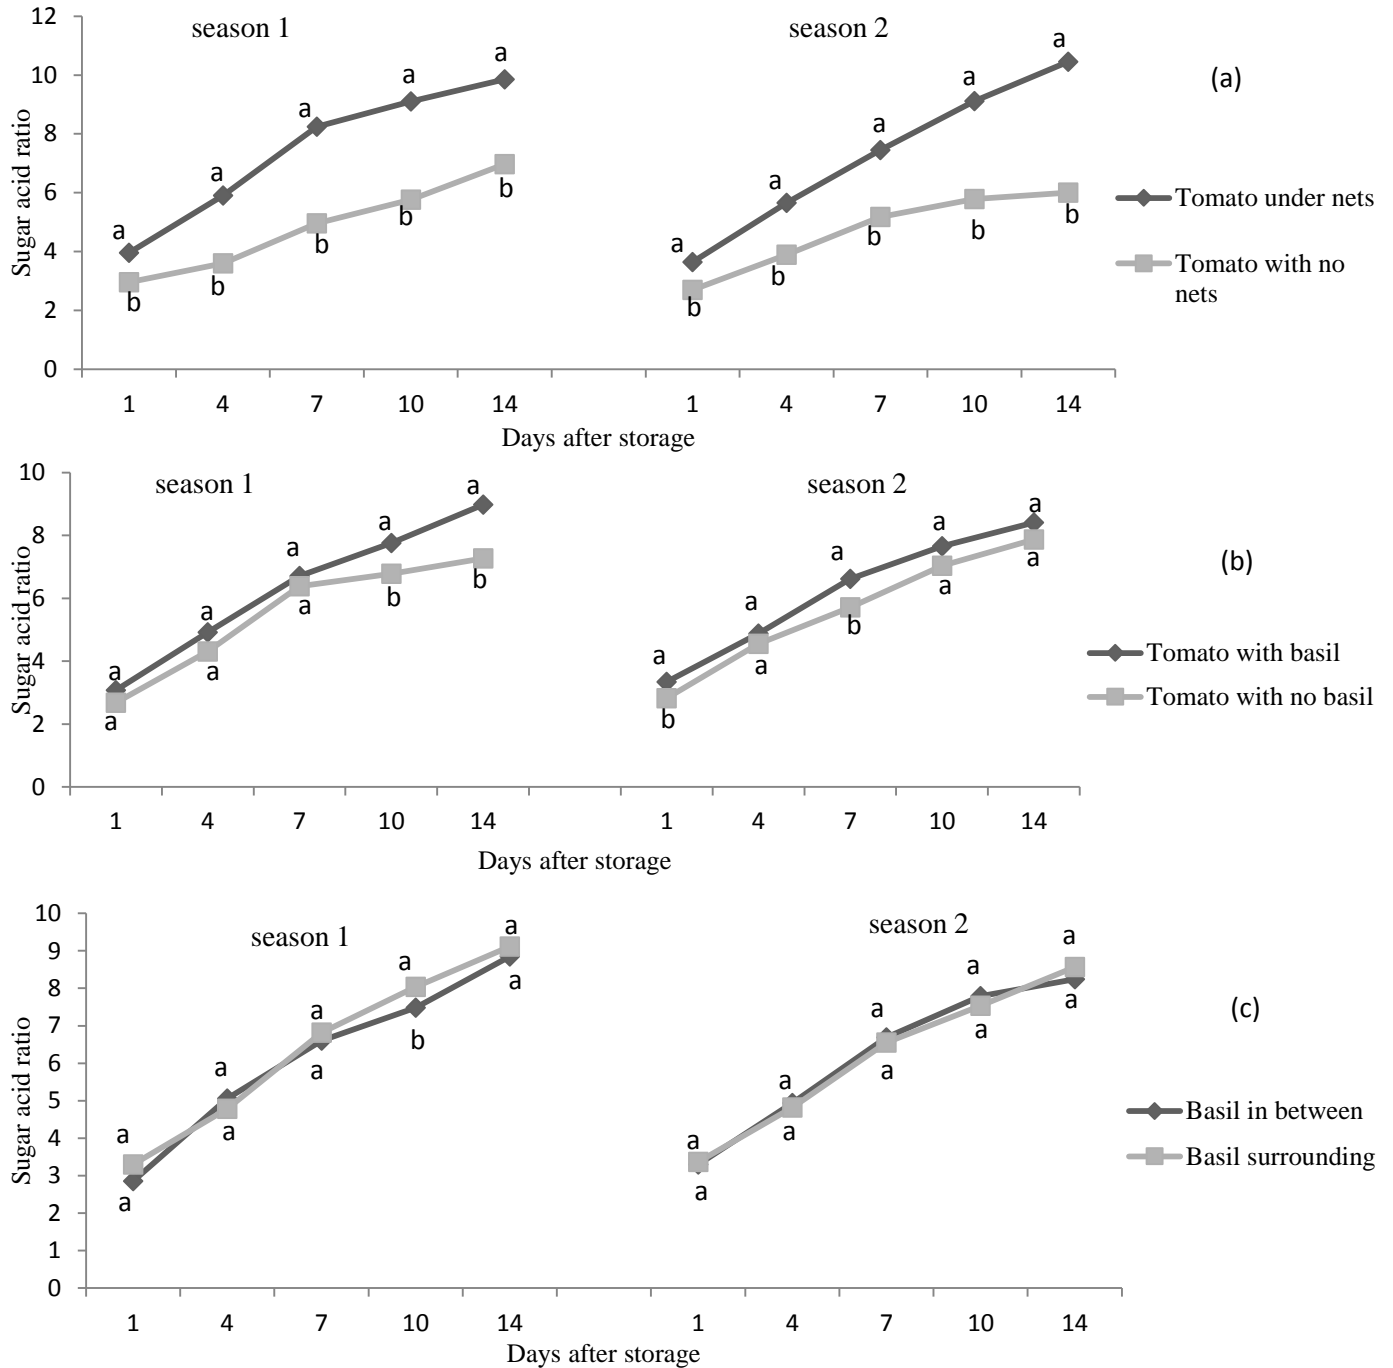 12
10
8
6
4
2
0
Sugar acid ratio
season 1
season 2
(a)
a
a
a
a
a
b
b
b
b
b
a
a
a
a
a
b
b
b
b
b
Tomato under nets
Tomato with no
nets
1 4 7 10 14 1 4 7 10 14
Days after storage
10
8
6
4
2
0
Sugar acid ratio
season 1
season 2
(b)
a
a
a
a
a
a
a
a
b
b
a
a
a
a
a
b
a
b
a
a
Tomato with basil
Tomato with no basil
1 4 7 10 14 1 4 7 10 14
Days after storage
10
9
8
7
6
5
4
3
2
1
0
Sugar acid ratio
season 1
season 2
(c)
a
a
a
a
a
a
a
a
b
a
a
a
a
a
a
a
a
a
a
a
Basil in between
Basil surrounding
1 4 7 10 14 1 4 7 10 14
Days after storage